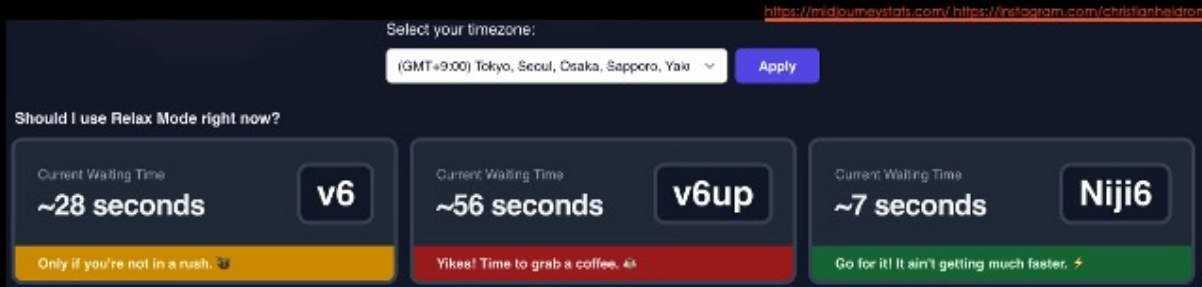 https://midjourneystats.com/ https://instagram.com/christianheidorn
Select your timezone:
(GMT+9:00) Tokyo, Seoul, Osaka, Sapporo, Yak
Apply
Should I use Relax Mode right now?
Current Waiting Time
~28 seconds
v6
Only if you're not in a rush. 
Current Waiting Time
~56 seconds
v6up
Yikes! Time to grab a coffee. ☕
Current Waiting Time
~7 seconds
Niji6
Go for it! It ain't getting much faster. ⚡